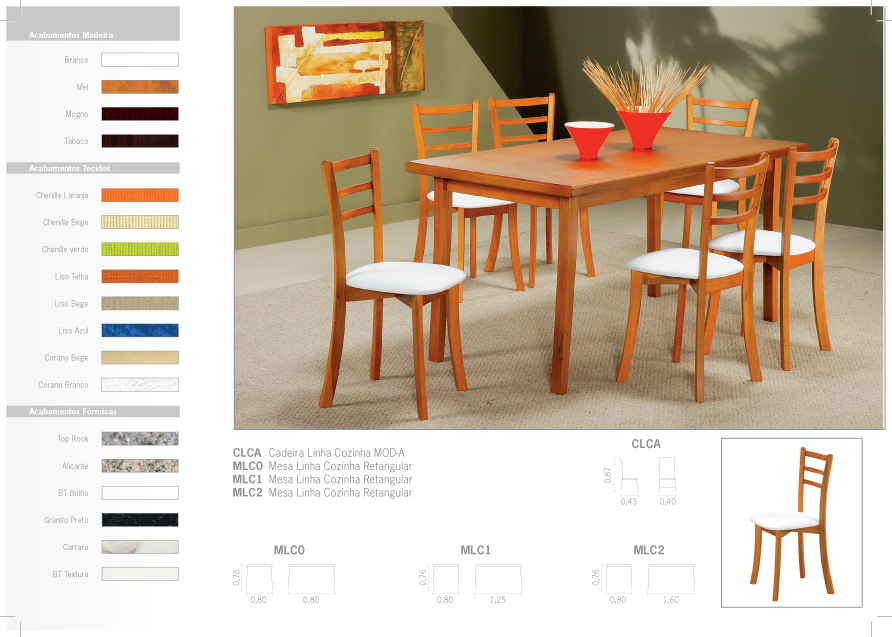 Acabamentos Madeira
Branco
Mel
Mogno
Tabaco
Acabamentos Tecidos
Chenille Laranja
Chenille Bege
Chenille verde
Liso Telha
Liso Bege
Liso Azul
Corano Bege
Corano Branco
Acabamentos Fórmicas
Top Rock
Alicante
BT Brilho
Granito Preto
Carrara
BT Textura
CLCA Cadeira Linha Cozinha MOD-A
MLC0 Mesa Linha Cozinha Retangular
MLC1 Mesa Linha Cozinha Retangular
MLC2 Mesa Linha Cozinha Retangular
CLCA
0,87
0,43 0,40
MLC0
0,76
0,80 0,80
MLC1
0,76
0,80 1,25
MLC2
0,76
0,80 1,60